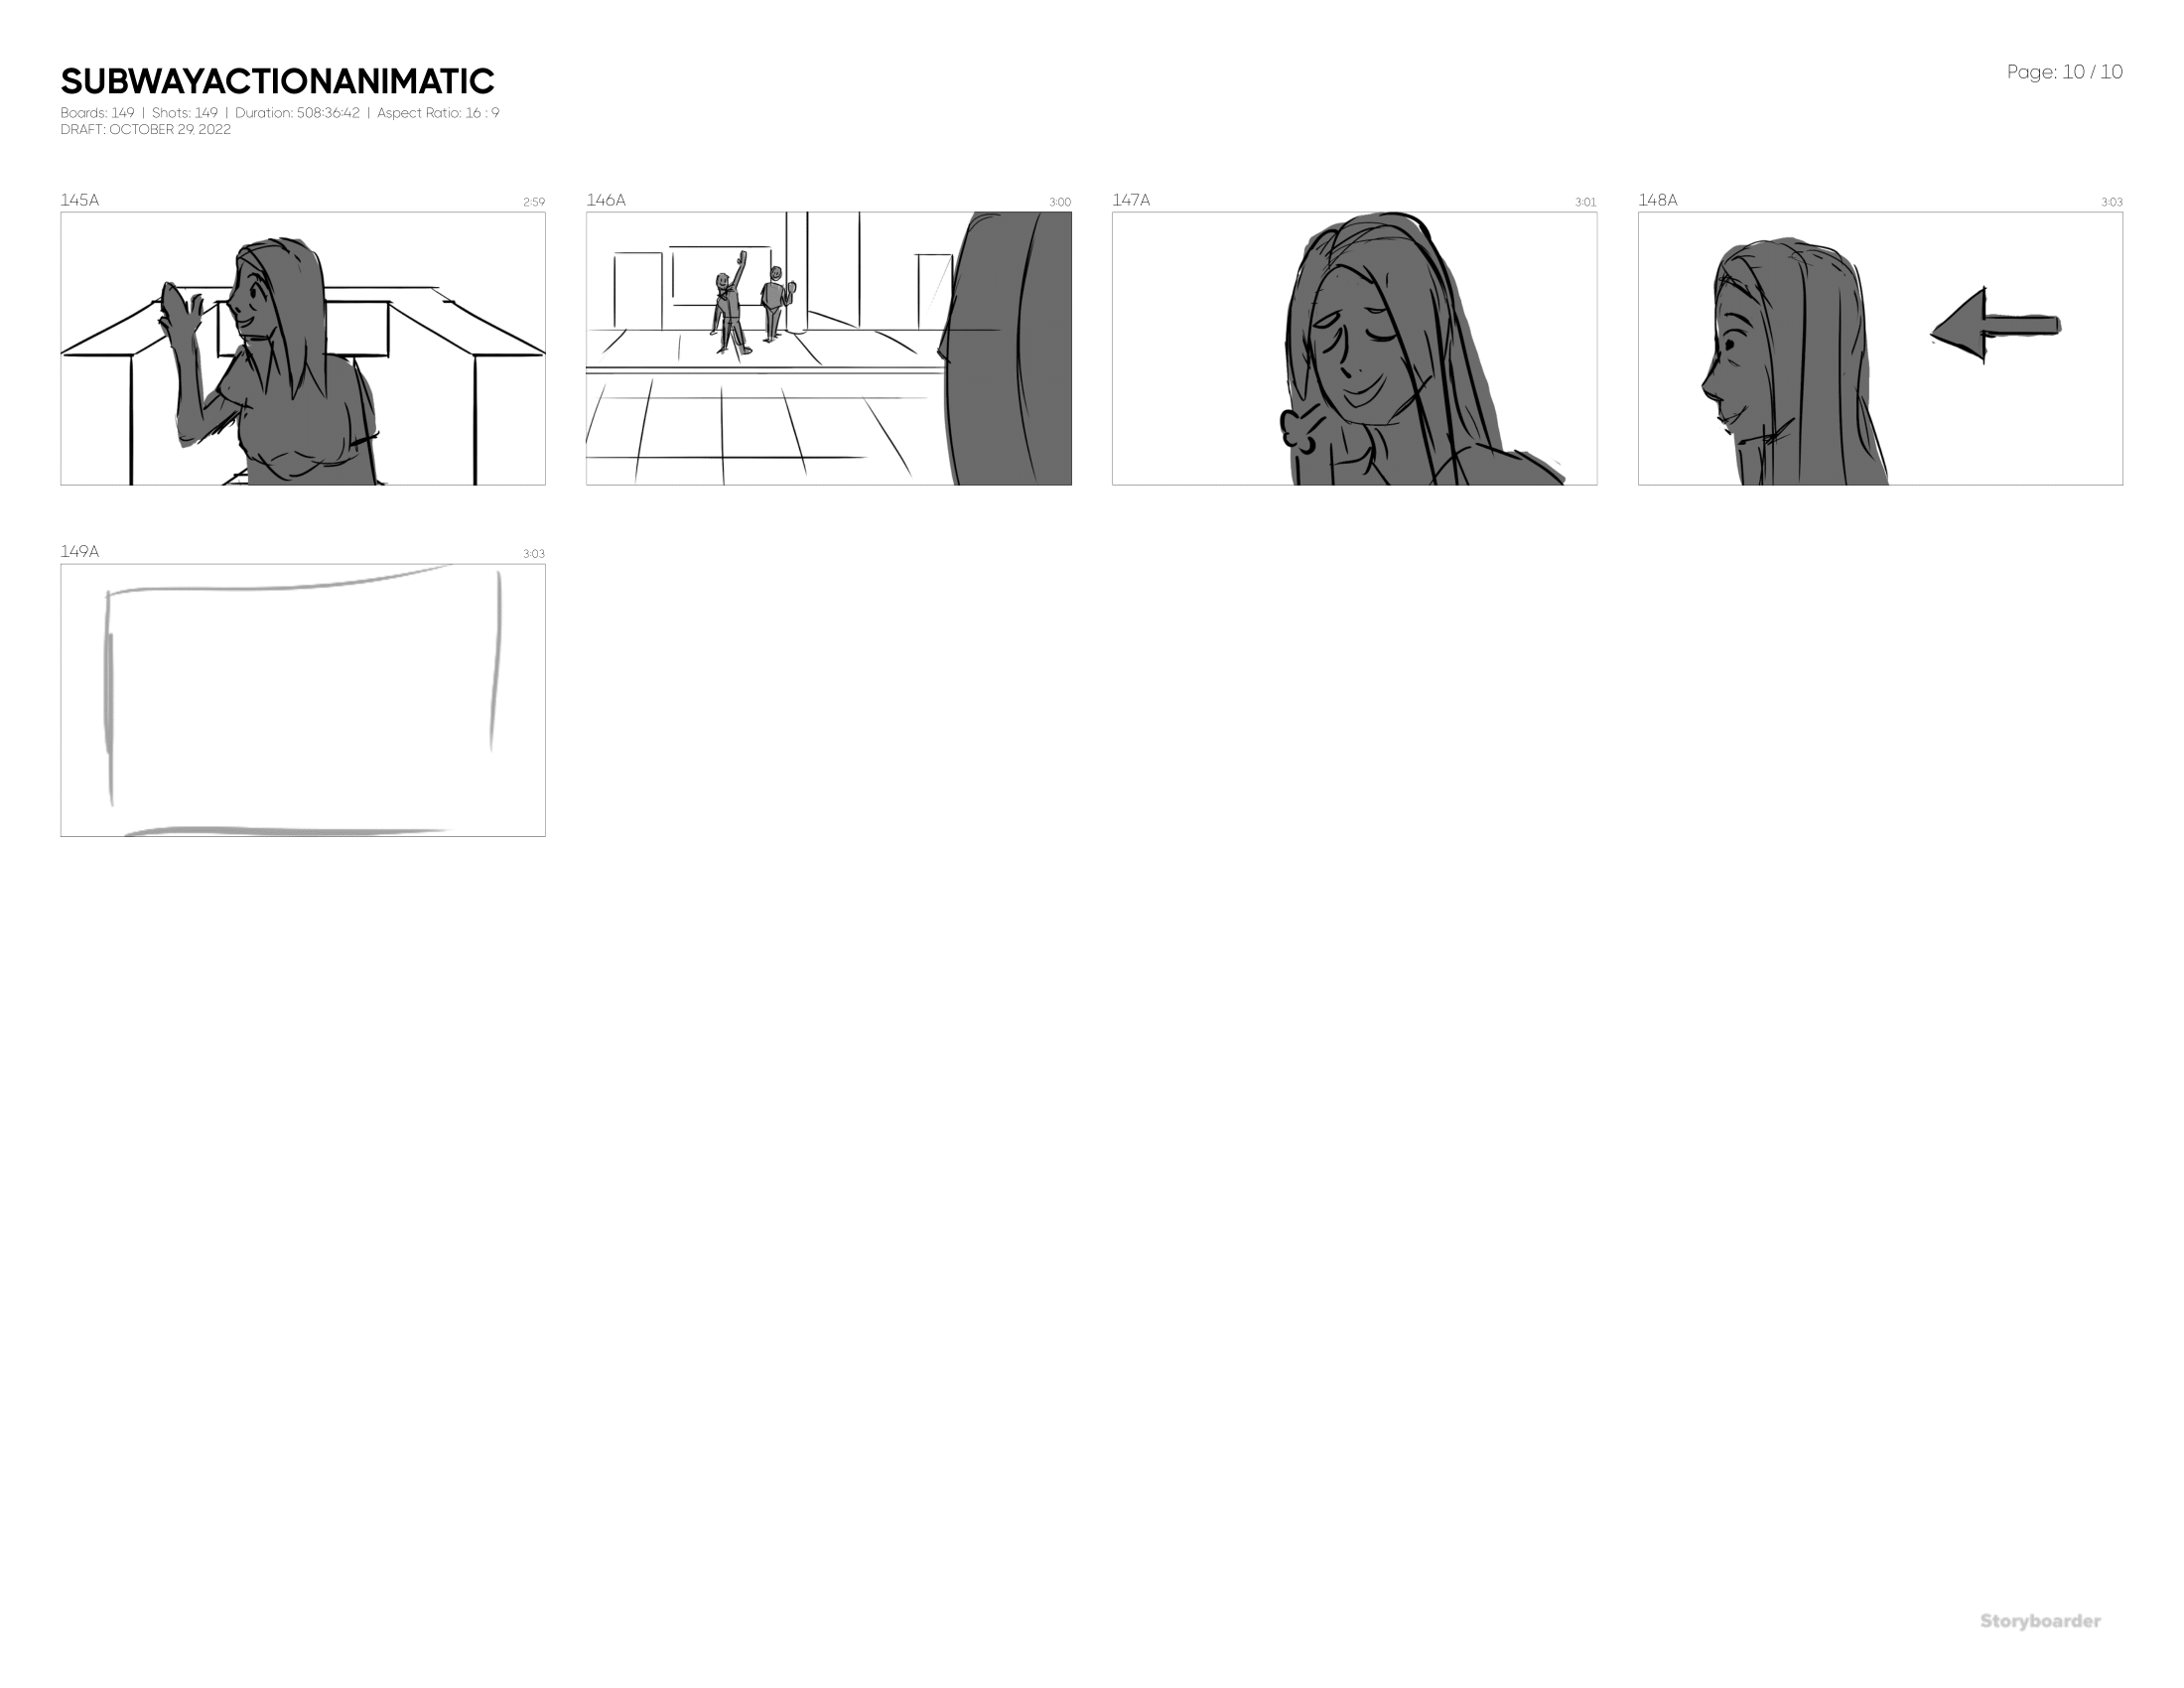 SUBWAYACTIONANIMATIC
Page: 10 / 10
Boards: 149 | Shots: 149 | Duration: 508:36:42 | Aspect Ratio: 16 : 9
DRAFT: OCTOBER 29, 2022
145A 2:59
146A 3:00
147A 3:01
148A 3:03
149A 3:03
Storyboarder